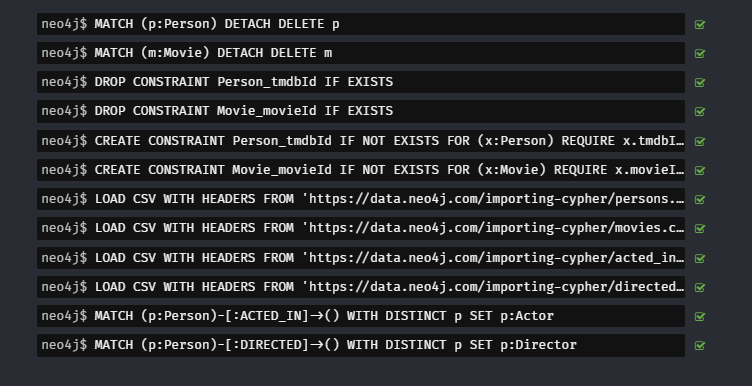 neo4j$ MATCH (p:Person) DETACH DELETE p
neo4j$ MATCH (m:Movie) DETACH DELETE m
neo4j$ DROP CONSTRAINT Person_tmdbId IF EXISTS
neo4j$ DROP CONSTRAINT Movie_movieId IF EXISTS
neo4j$ CREATE CONSTRAINT Person_tmdbId IF NOT EXISTS FOR (x:Person) REQUIRE x.tmdbI…
neo4j$ CREATE CONSTRAINT Movie_movieId IF NOT EXISTS FOR (x:Movie) REQUIRE x.movieI…
neo4j$ LOAD CSV WITH HEADERS FROM 'https://data.neo4j.com/importing-cypher/persons.…
neo4j$ LOAD CSV WITH HEADERS FROM 'https://data.neo4j.com/importing-cypher/movies.c…
neo4j$ LOAD CSV WITH HEADERS FROM 'https://data.neo4j.com/importing-cypher/acted_in…
neo4j$ LOAD CSV WITH HEADERS FROM 'https://data.neo4j.com/importing-cypher/directed…
neo4j$ MATCH (p:Person)-[:ACTED_IN]->() WITH DISTINCT p SET p:Actor
neo4j$ MATCH (p:Person)-[:DIRECTED]->() WITH DISTINCT p SET p:Director